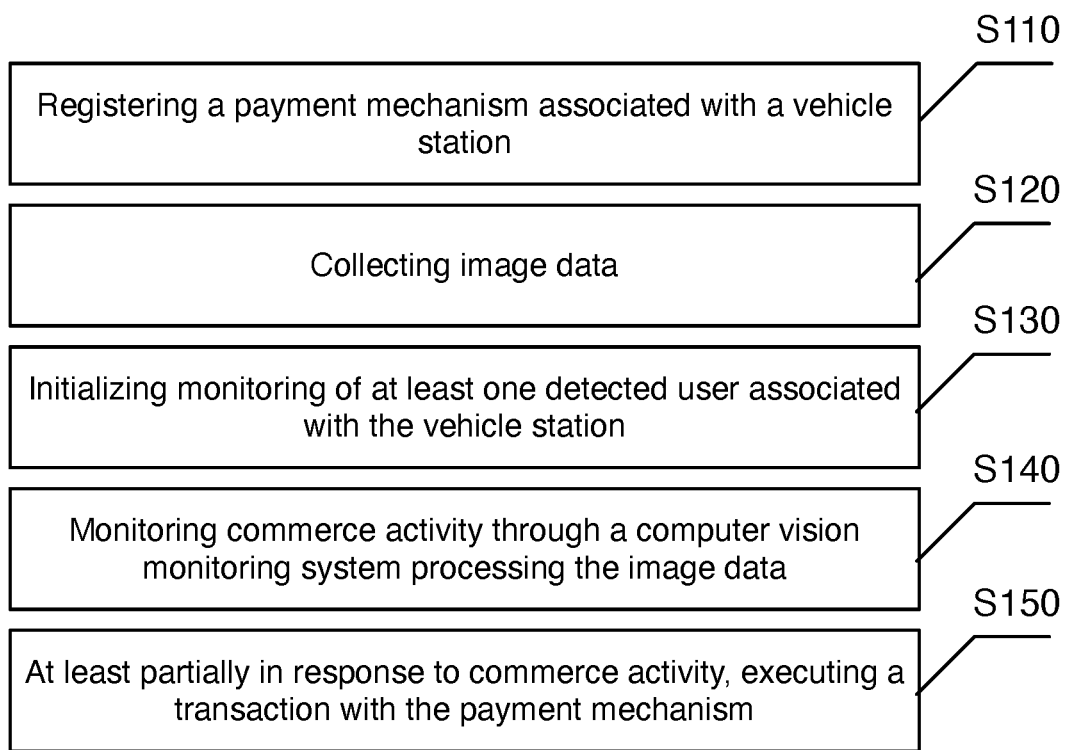 S110
Registering a payment mechanism associated with a vehicle
station
S120
Collecting image data
S130
Initializing monitoring of at least one detected user associated
with the vehicle station
S140
Monitoring commerce activity through a computer vision
monitoring system processing the image data
S150
At least partially in response to commerce activity, executing a
transaction with the payment mechanism